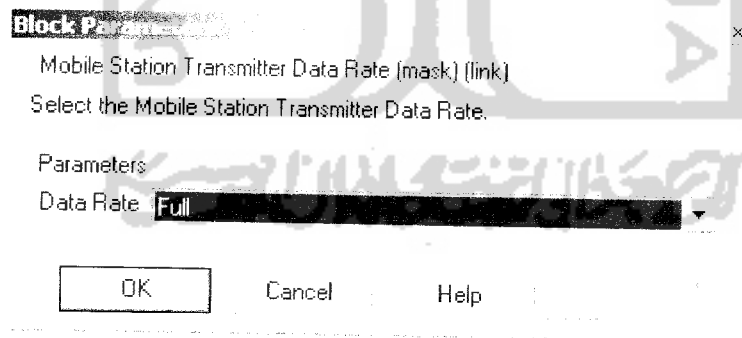 Block Parameters
Mobile Station Transmitter Data Rate (mask) (link)
Select the Mobile Station Transmitter Data Rate.
Parameters
Data Rate Full
OK Cancel Help